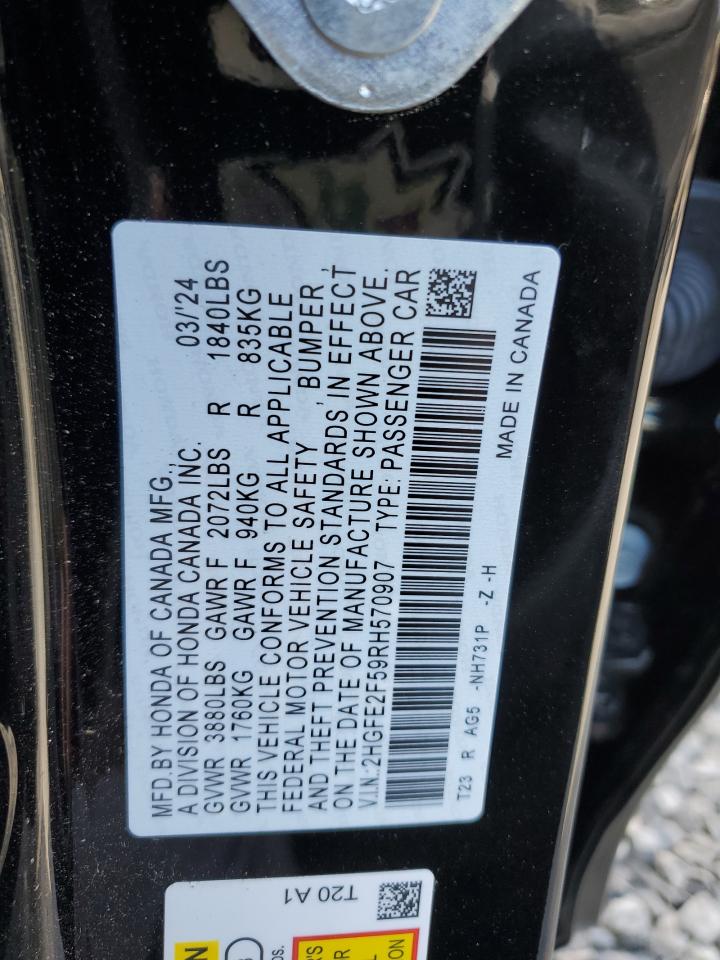 MFD.BY HONDA OF CANADA MFG., 03/'24
A DIVISION OF HONDA CANADA INC.
GVWR 3880LBS GAWR F 2072LBS R 1840LBS
GVWR 1760KG GAWR F 940KG R 835KG
THIS VEHICLE CONFORMS TO ALL APPLICABLE
FEDERAL MOTOR VEHICLE SAFETY , BUMPER ,
AND THEFT PREVENTION STANDARDS IN EFFECT
ON THE DATE OF MANUFACTURE SHOWN ABOVE.
V.I.N.:2HGFE2F59RH570907 TYPE: PASSENGER CAR
T23 R AG5 -NH731P -Z -H
MADE IN CANADA
T20 A1